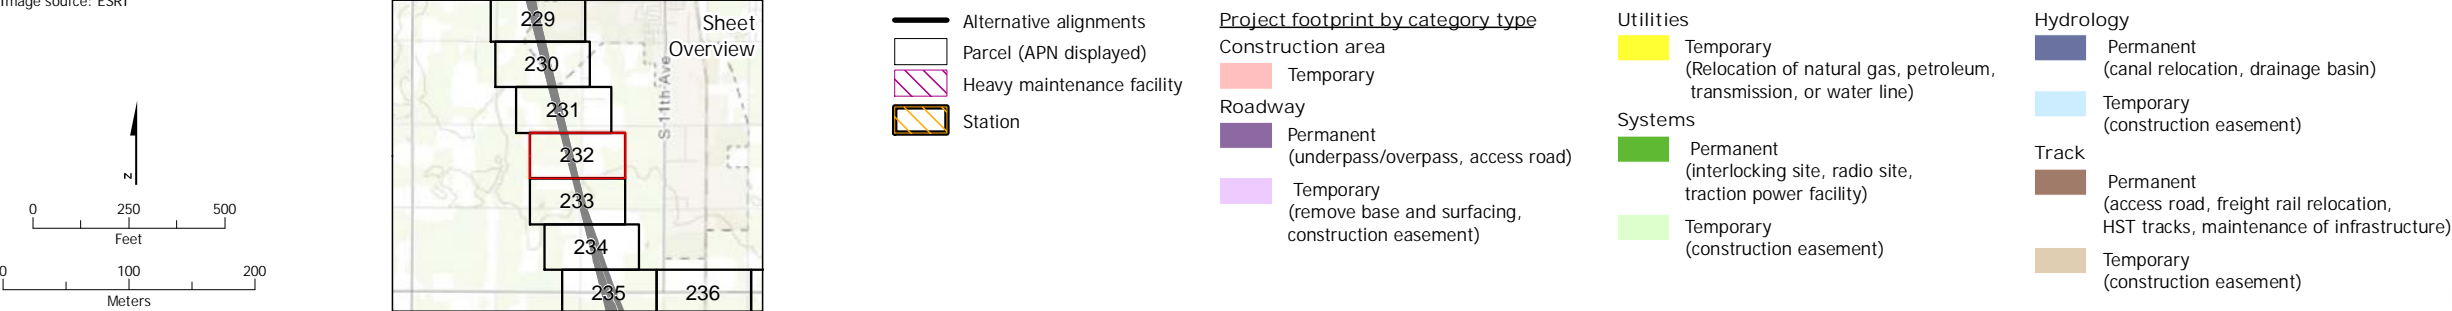 Image source: ESRI
N
0 250 500
Feet
0 100 200
Meters
Sheet
Overview
S 11th Ave
229
230
231
232
233
234
235
236
Alternative alignments
Parcel (APN displayed)
Heavy maintenance facility
Station
Project footprint by category type
Construction area
Temporary
Roadway
Permanent
(underpass/overpass, access road)
Temporary
(remove base and surfacing,
construction easement)
Utilities
Temporary
(Relocation of natural gas, petroleum,
transmission, or water line)
Systems
Permanent
(interlocking site, radio site,
traction power facility)
Temporary
(construction easement)
Hydrology
Permanent
(canal relocation, drainage basin)
Temporary
(construction easement)
Track
Permanent
(access road, freight rail relocation,
HST tracks, maintenance of infrastructure)
Temporary
(construction easement)